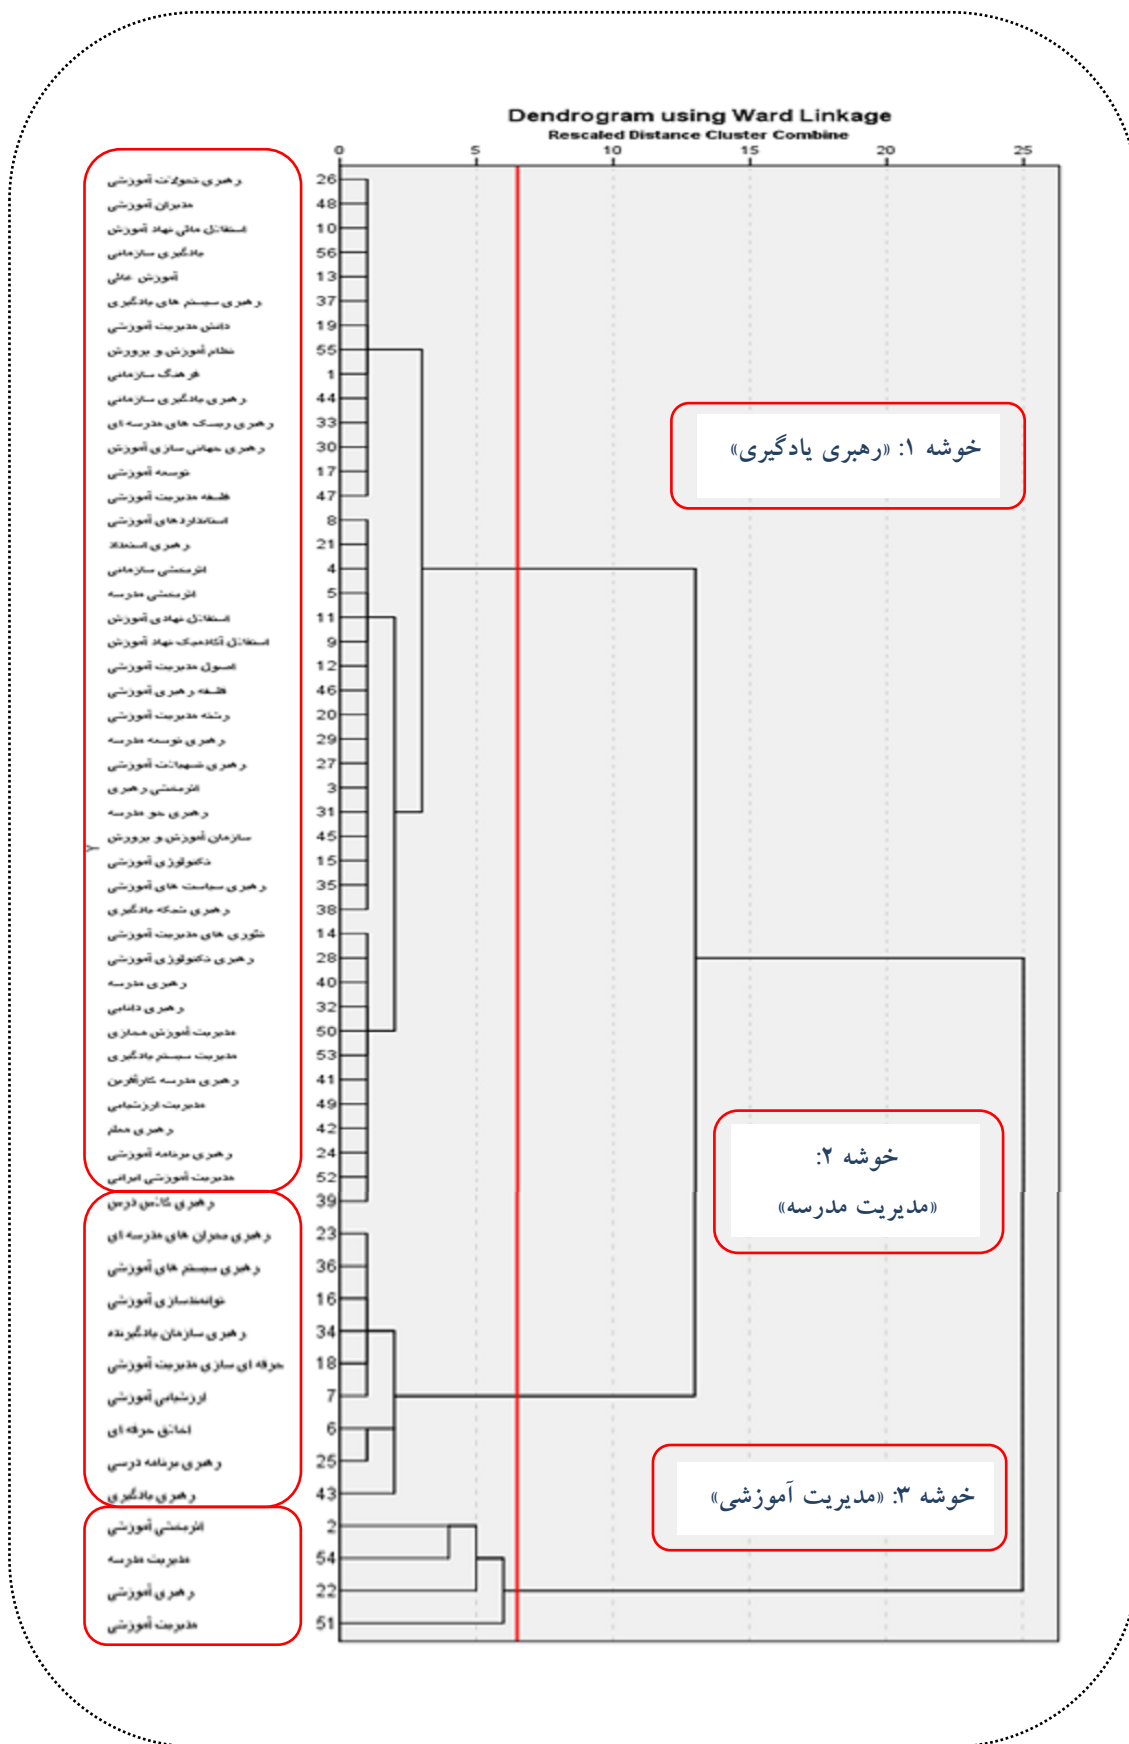 Dendrogram using Ward Linkage
Rescaled Distance Cluster Combine
0 5 10 15 20 25
رهبری تحولات آموزشی 26
مدیران آموزشی 48
استقلال مالی نهاد آموزش 10
یادگیری سازمانی 56
آموزش عالی 13
رهبری سیستم های یادگیری 37
دانش مدیریت آموزشی 19
نظام آموزش و پرورش 55
فرهنگ سازمانی 1
رهبری یادگیری سازمانی 44
رهبری ریسک های مدرسه ای 33
رهبری جهانی سازی آموزش 30
توسعه آموزشی 17
فلسفه مدیریت آموزشی 47
استانداردهای آموزشی 8
رهبری استعداد 21
اثربخشی سازمانی 4
اثربخشی مدرسه 5
استقلال نهادی آموزش 11
استقلال آکادمیک نهاد آموزش 9
اصول مدیریت آموزشی 12
فلسفه رهبری آموزشی 46
رشته مدیریت آموزشی 20
رهبری توسعه مدرسه 29
رهبری تسهیلات آموزشی 27
اثربخشی رهبری 3
رهبری جو مدرسه 31
سازمان آموزش و پرورش 45
تکنولوژی آموزشی 15
رهبری سیاست های آموزشی 35
رهبری شبکه یادگیری 38
تئوری های مدیریت آموزشی 14
رهبری تکنولوژی آموزشی 28
رهبری مدرسه 40
رهبری دانایی 32
مدیریت آموزش مجازی 50
مدیریت سیستم یادگیری 53
رهبری مدرسه کارآفرین 41
مدیریت ارزشیابی 49
رهبری معلم 42
رهبری برنامه آموزشی 24
مدیریت آموزشی ایرانی 52
رهبری کلاس درس 39
رهبری بحران های مدرسه ای 23
رهبری سیستم های آموزشی 36
توانمندسازی آموزشی 16
رهبری سازمان یادگیرنده 34
حرفه ای سازی مدیریت آموزشی 18
ارزشیابی آموزشی 7
اخلاق حرفه ای 6
رهبری برنامه درسی 25
رهبری یادگیری 43
اثربخشی آموزشی 2
مدیریت مدرسه 54
رهبری آموزشی 22
مدیریت آموزشی 51
Y
خوشه ۱: «رهبری یادگیری»
خوشه ۲:
«مدیریت مدرسه»
خوشه ۳: «مدیریت آموزشی»